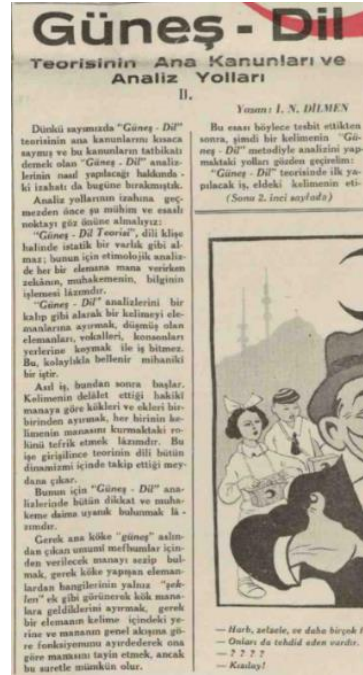 Güneş - Dil
Teorisinin Ana Kanunları ve
Analiz Yolları
II.
Dünkü sayımızda "Güneş - Dil"
teorisinin ana kanunlarını kısaca
saymış ve bu kanunların tatbikatı
demek olan "Güneş - Dil" analiz-
lerinin nasıl yapılacağı hakkında -
ki izahatı da bugüne bırakmıştık.
Analiz yollarının izahına geç-
mezden önce şu mühim ve esaslı
noktayı göz önüne almalıyız:
"Güneş - Dil Teorisi", dili klişe
halinde istatik bir varlık gibi al-
maz; bunun için etimolojik analiz-
de her bir elemana mana verirken
zekânın, muhakemenin, bilginin
işlemesi lâzımdır.
"Güneş - Dil" analizlerini bir
kalıp gibi alarak bir kelimeyi ele-
manlarına ayırmak, düşmüş olan
elemanları, vokalleri, konsonları
yerlerine koymak ile iş bitmez.
Bu, kolaylıkla bellenir mihanikî
bir iştir.
Asıl iş, bundan sonra başlar.
Kelimenin delâlet ettiği hakikî
manaya göre kökleri ve ekleri bir-
birinden ayırmak, her birinin ke-
limenin manasını kurmaktaki ro-
lünü tefrik etmek lâzımdır. Bu
işe girişilince teorinin dili bütün
dinamizmi içinde takip ettiği mey-
dana çıkar.
Bunun için "Güneş - Dil" ana-
lizlerinde bütün dikkat ve muha-
keme daima uyanık bulunmak lâ -
zımdır.
Gerek ana köke "güneş" aslın-
dan çıkan umumî mefhumlar için-
den verilecek manayı sezip bul-
mak, gerek köke yapışan eleman-
lardan hangilerinin yalnız "şek-
len" ek gibi görünerek kök mana-
lara geldiklerini ayırmak, gerek
bir elemanın kelime içindeki ye-
rine ve mananın genel akışına gö-
re fonksiyonunu ayırdederek ona
göre manasını tayin etmek, ancak
bu suretle mümkün olur.
Yazan: İ. N. DİLMEN
Bu esası böylece tesbit ettikten
sonra, şimdi bir kelimenin "Gü-
neş - Dil" metodiyle analizini yap-
maktaki yolları gözden geçirelim:
"Güneş - Dil" teorisinde ilk ya-
pılacak iş, eldeki kelimenin eti-
(Sonu 2. inci sayfada)
— Harb, zelzele, ve daha birçok f
— Onları da tehdid eden vardır.
— ? ? ? ?
— Kızılay!